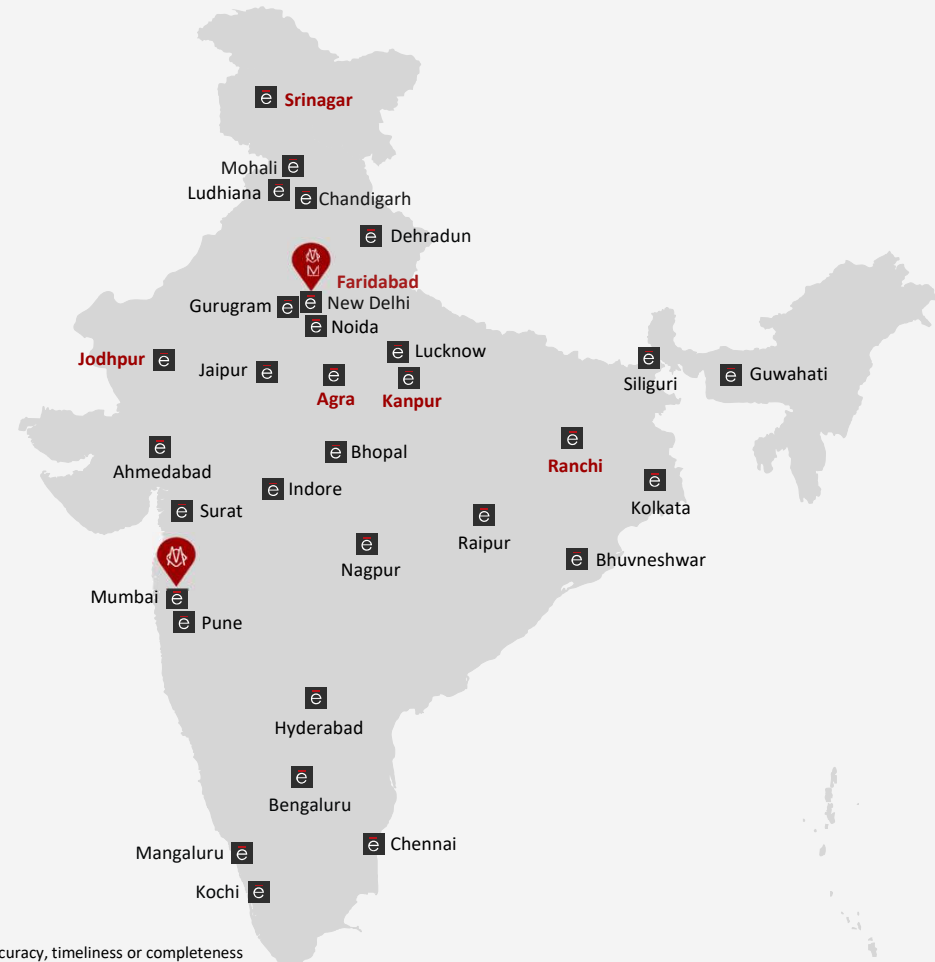 Srinagar
Mohali
Ludhiana
Chandigarh
Dehradun
Faridabad
Gurugram
New Delhi
Noida
Jodhpur
Jaipur
Lucknow
Agra
Kanpur
Siliguri
Guwahati
Ahmedabad
Bhopal
Ranchi
Indore
Surat
Kolkata
Nagpur
Raipur
Bhuvneshwar
Mumbai
Pune
Hyderabad
Bengaluru
Mangaluru
Chennai
Kochi
curacy, timeliness or completeness